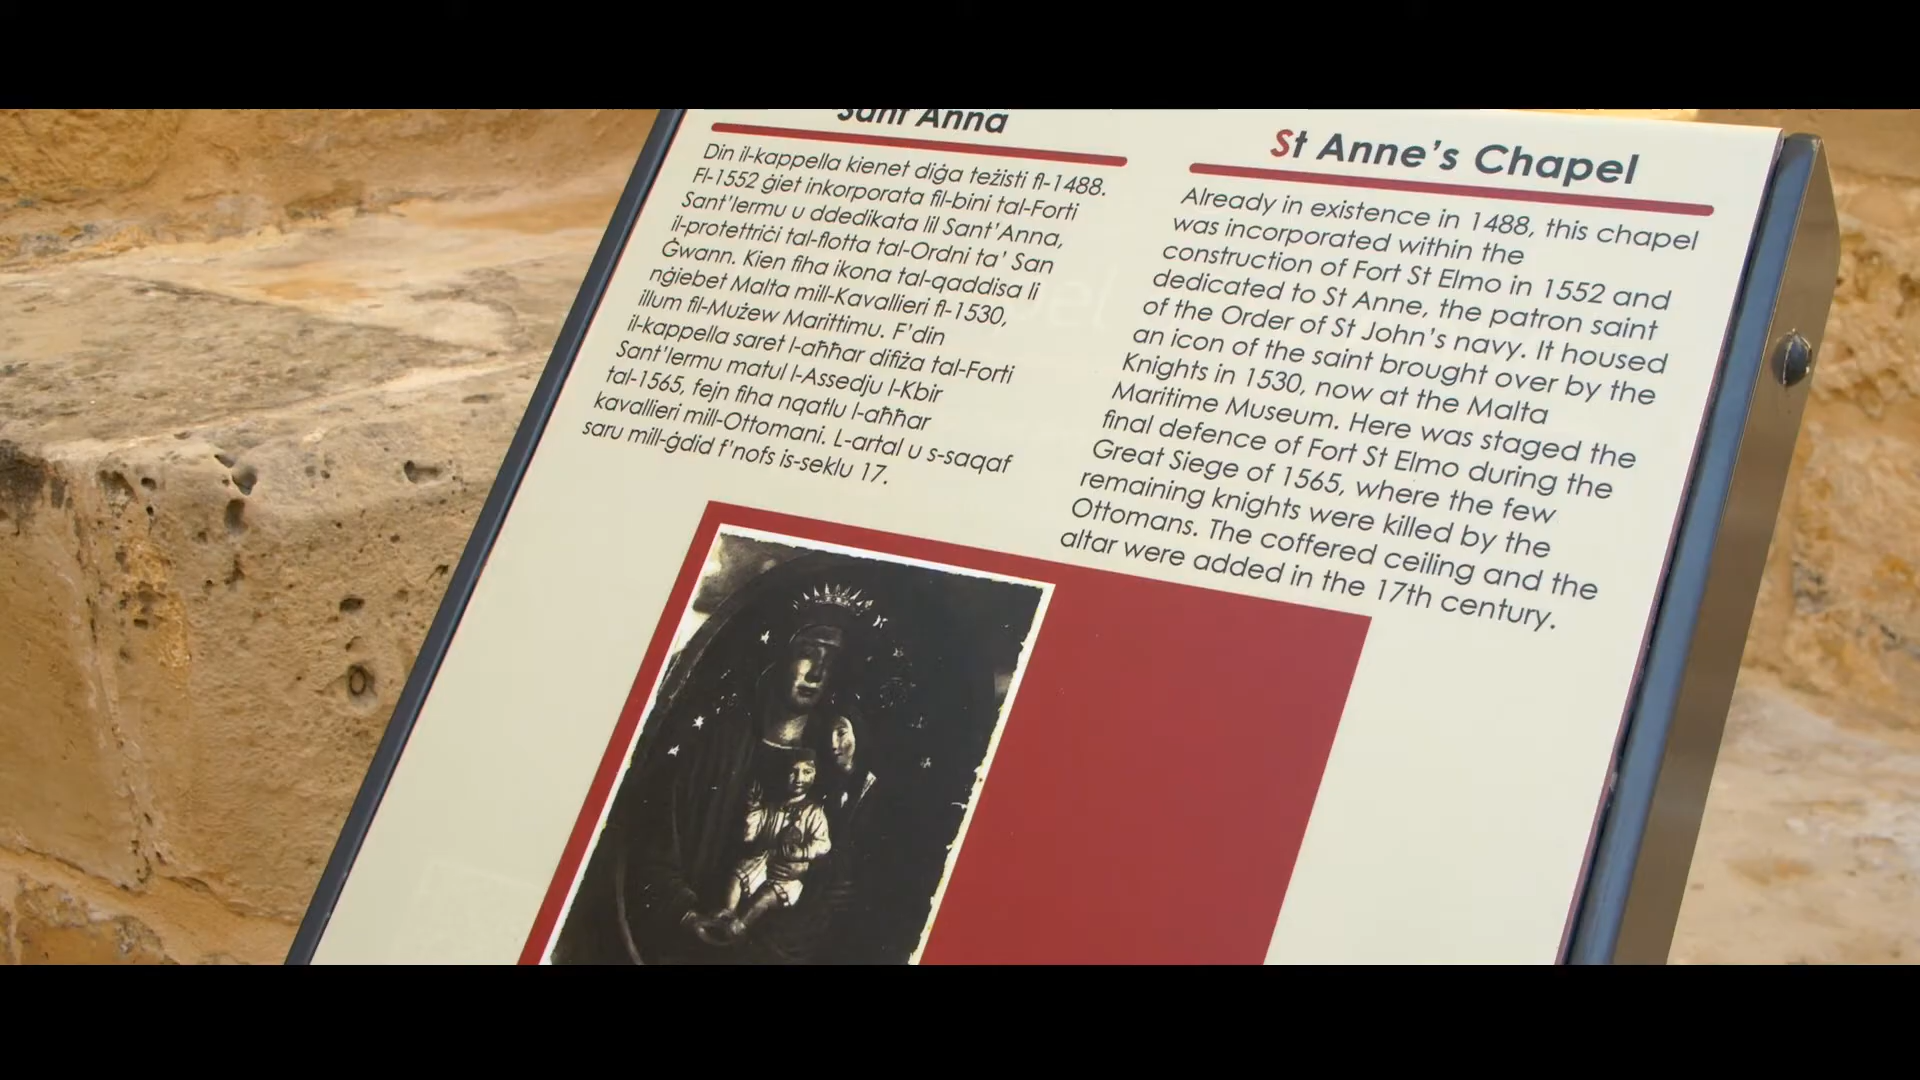 Sant'Anna
Din il-kappella kienet diġa teżisti fl-1488.
Fl-1552 ġiet inkorporata fil-bini tal-Forti
Sant'Iermu u ddedikata lil Sant'Anna,
il-protettriċi tal-flotta tal-Ordni ta' San
Ġwann. Kien fiha ikona tal-qaddisa li
nġiebet Malta mill-Kavallieri fl-1530,
illum fil-Mużew Marittimu. F'din
il-kappella saret l-aħħar difiża tal-Forti
Sant'Iermu matul l-Assedju l-Kbir
tal-1565, fejn fiha nqatlu l-aħħar
kavallieri mill-Ottomani. L-artal u s-saqaf
saru mill-ġdid f'nofs is-seklu 17.
St Anne's Chapel
Already in existence in 1488, this chapel
was incorporated within the
construction of Fort St Elmo in 1552 and
dedicated to St Anne, the patron saint
of the Order of St John's navy. It housed
an icon of the saint brought over by the
Knights in 1530, now at the Malta
Maritime Museum. Here was staged the
final defence of Fort St Elmo during the
Great Siege of 1565, where the few
remaining knights were killed by the
Ottomans. The coffered ceiling and the
altar were added in the 17th century.